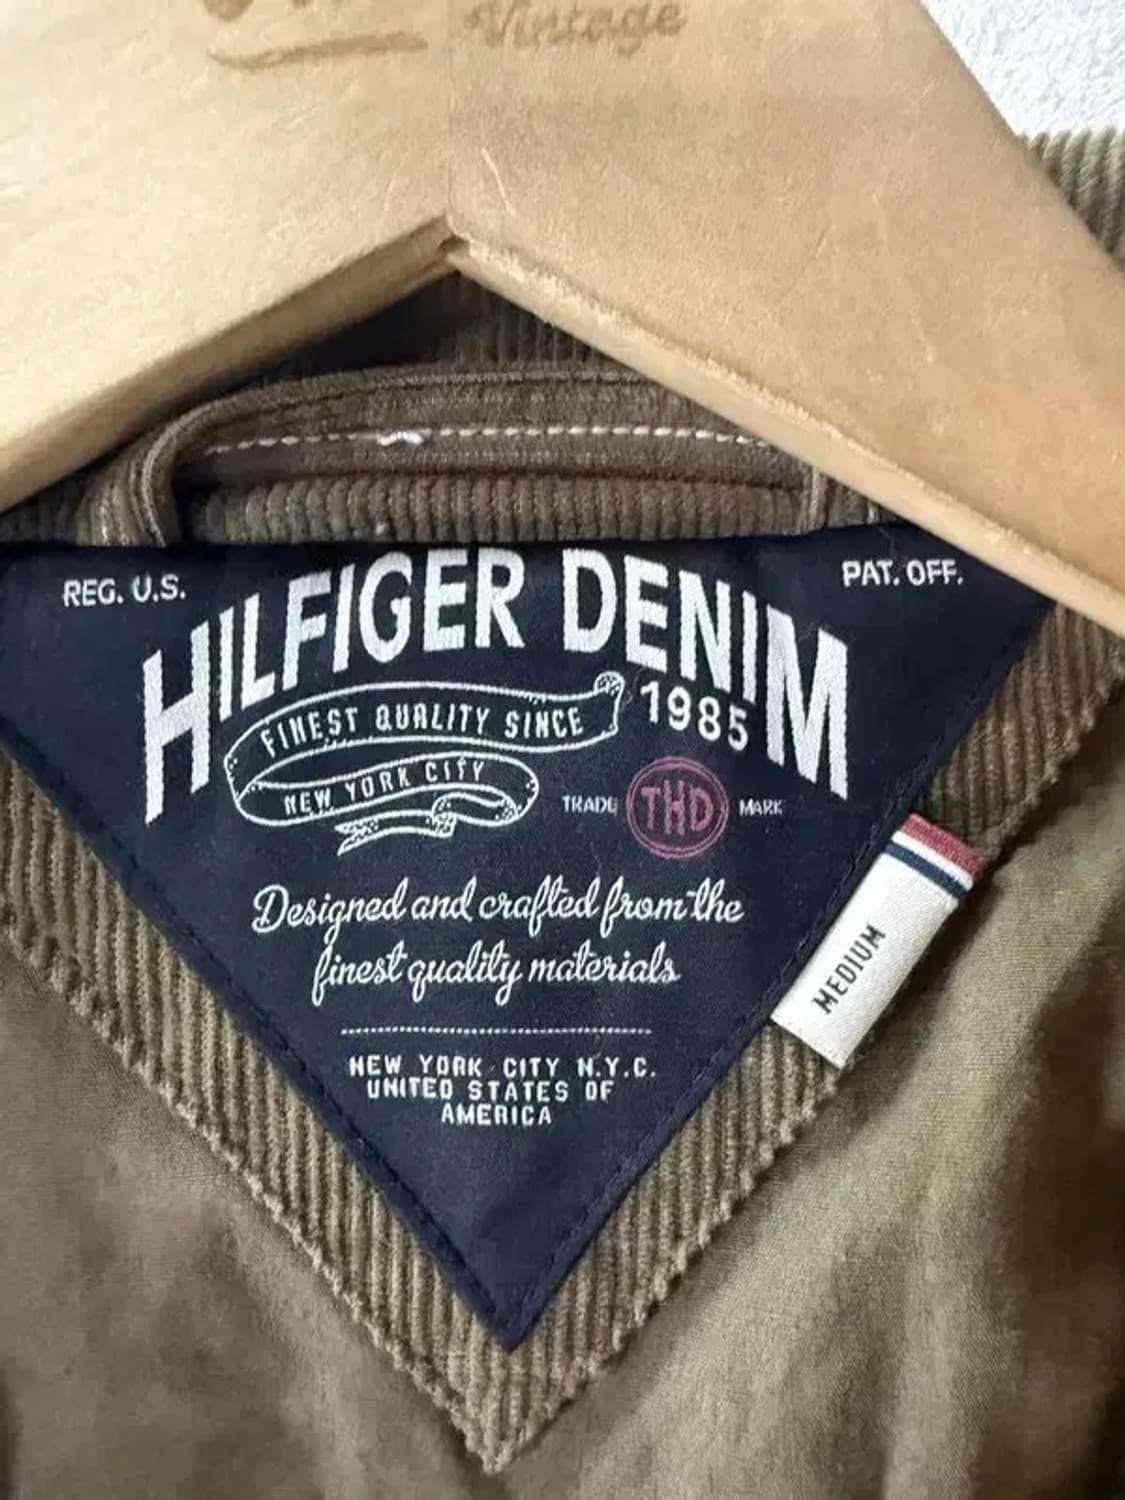 Vintage
REG. U.S.
PAT. OFF.
HILFIGER DENIM
FINEST QUALITY SINCE
1985
NEW YORK CITY
TRADE THD MARK
Designed and crafted from the
finest quality materials
MEDIUM
NEW YORK CITY N.Y.C.
UNITED STATES OF
AMERICA